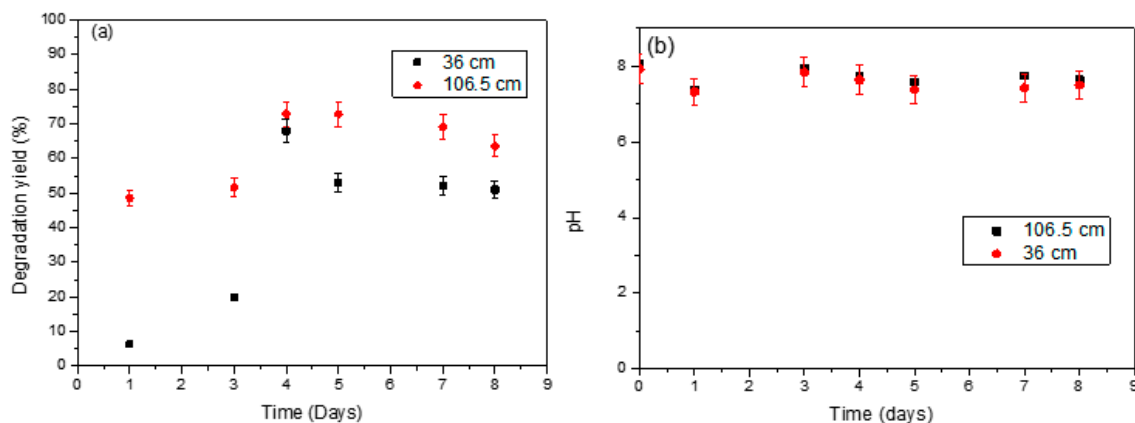 (a)
36 cm
106.5 cm
Degradation yield (%)
100
90
80
70
60
50
40
30
20
10
0
0 1 2 3 4 5 6 7 8 9
Time (Days)
(b)
106.5 cm
36 cm
pH
8
6
4
2
0
0 1 2 3 4 5 6 7 8 9
Time (days)